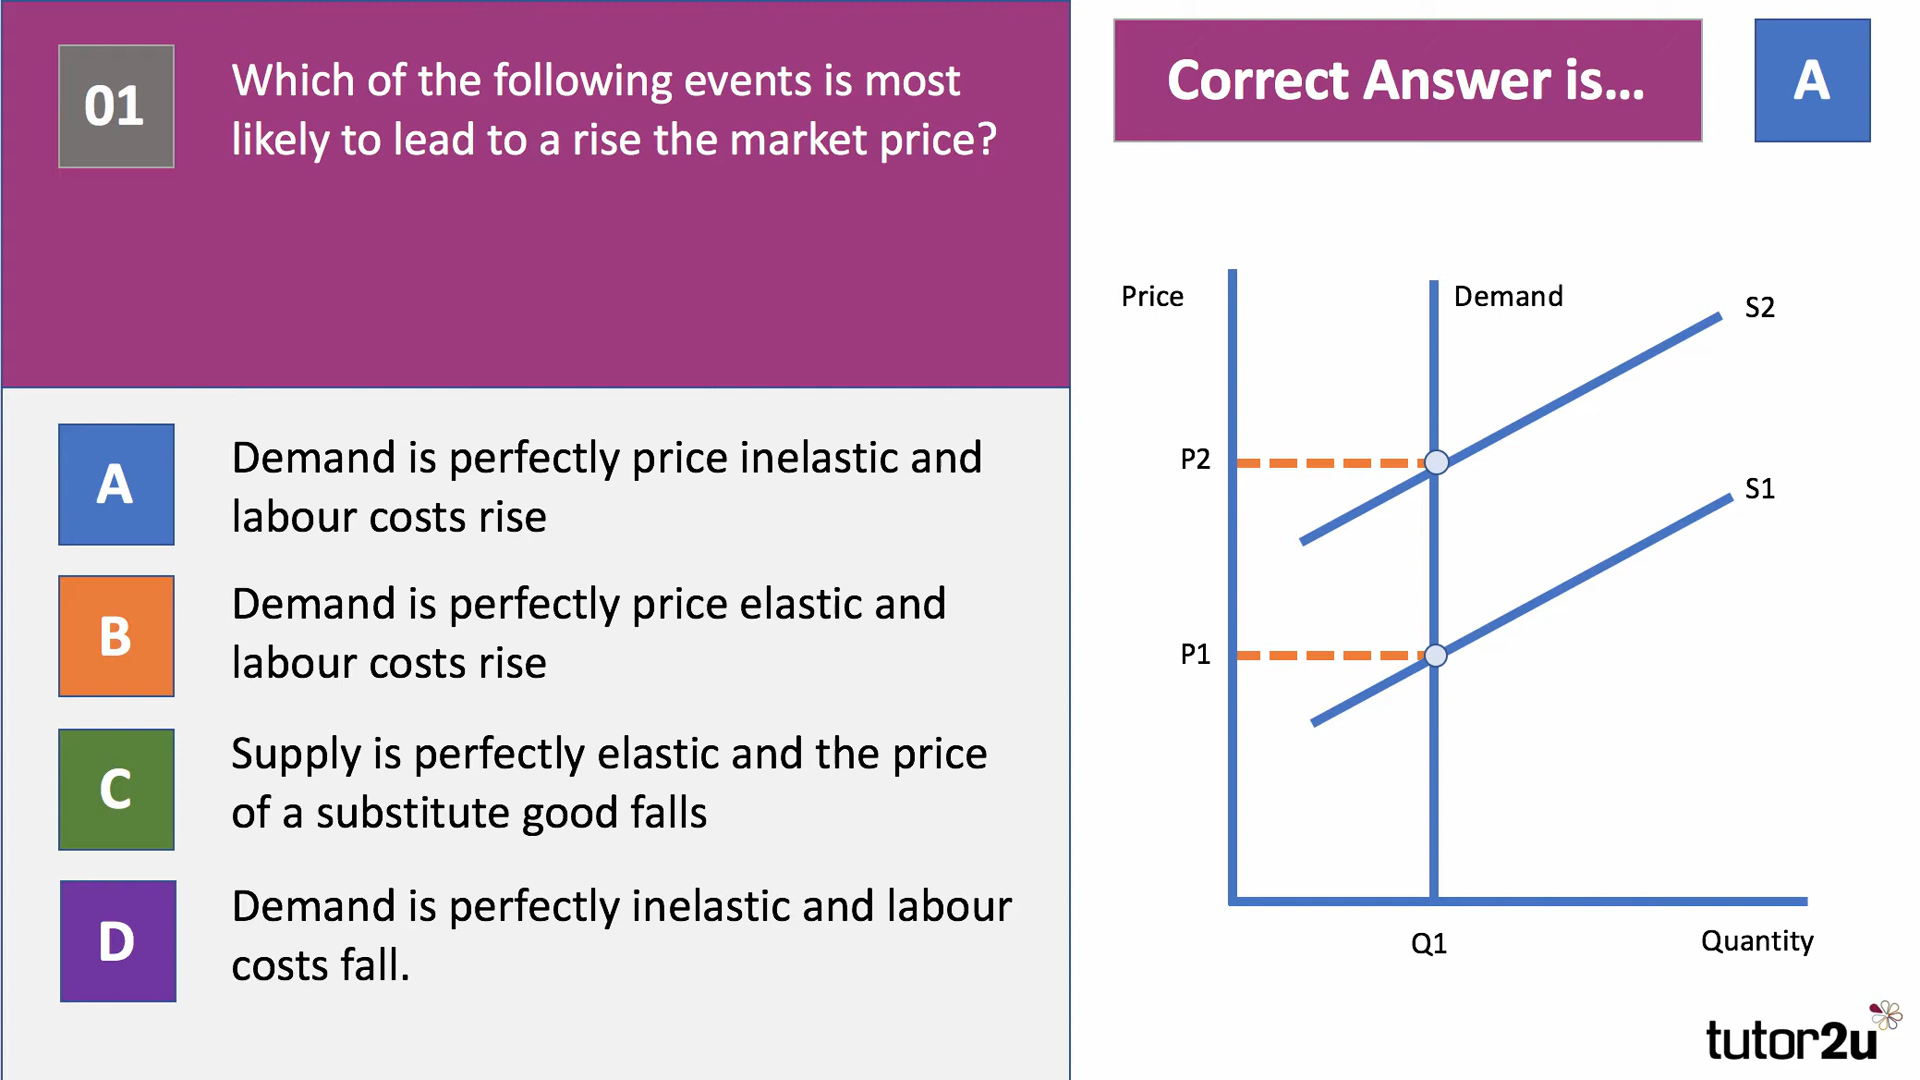 01
Which of the following events is most
likely to lead to a rise the market price?
A
Demand is perfectly price inelastic and
labour costs rise
B
Demand is perfectly price elastic and
labour costs rise
C
Supply is perfectly elastic and the price
of a substitute good falls
D
Demand is perfectly inelastic and labour
costs fall.
Correct Answer is...
A
Price
Demand
S2
P2
S1
P1
Q1
Quantity
tutor2u